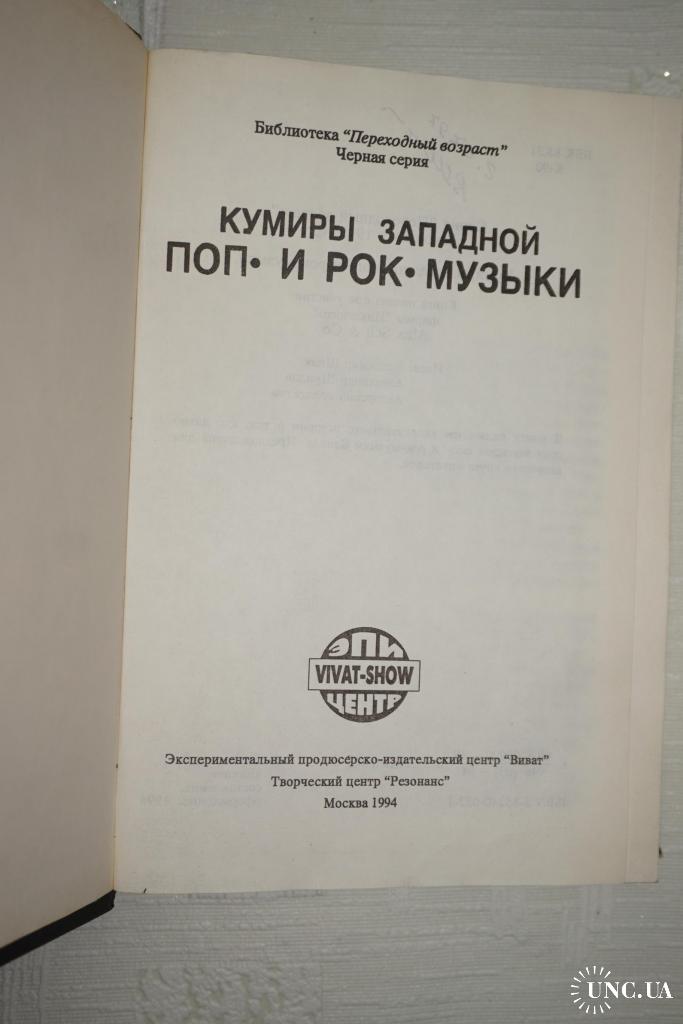 Библиотека “Переходный возраст”
Черная серия
КУМИРЫ ЗАПАДНОЙ
ПОП• И РОК• МУЗЫКИ
ЭПИ
VIVAT-SHOW
ЦЕНТР
Экспериментальный продюсерско-издательский центр “Виват”
Творческий центр “Резонанс”
Москва 1994
UNC.UA